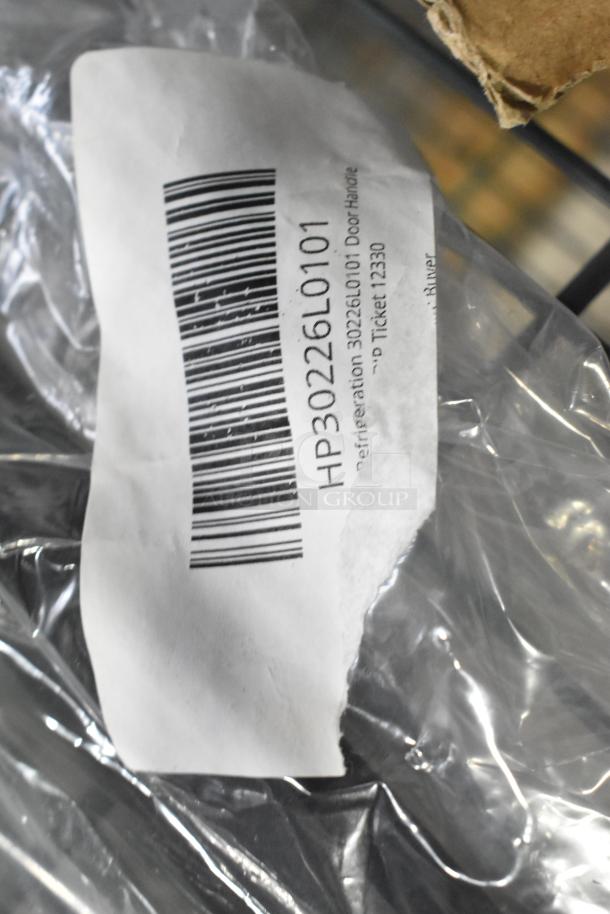 HP30226L0101
Refrigeration 30226L0101 Door Handle
Ticket 12330
Buyer
AUCTION GROUP